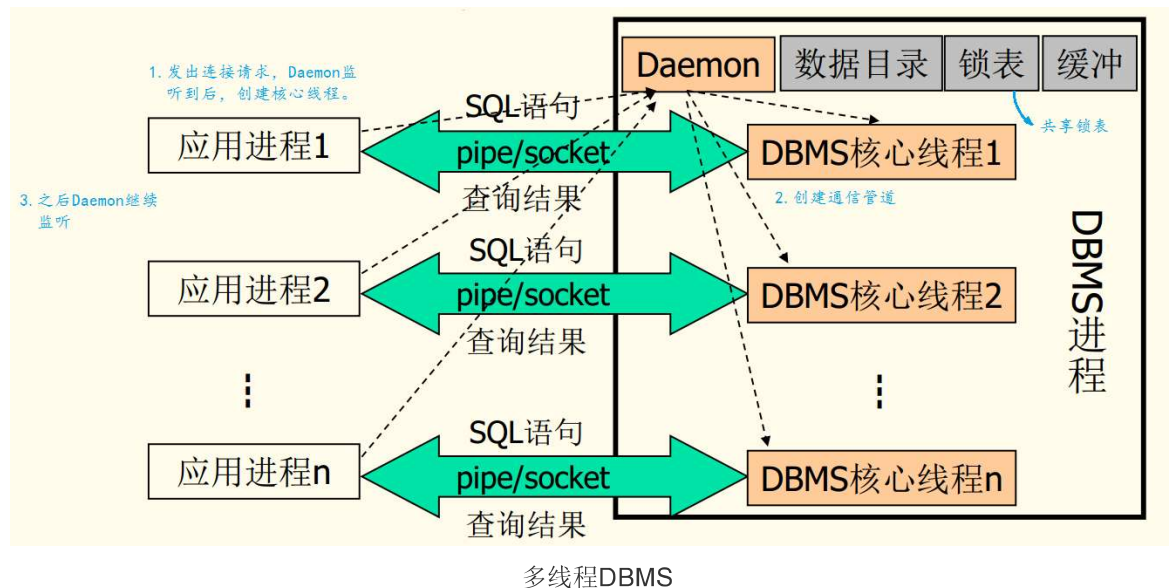 Daemon
数据目录
锁表
缓冲
1. 发出连接请求，Daemon监
听到后，创建核心线程。
共享锁表
SQL语句
应用进程1
pipe/socket
DBMS核心线程1
查询结果
2. 创建通信管道
3. 之后Daemon继续
监听
SQL语句
应用进程2
pipe/socket
DBMS核心线程2
查询结果
DBMS进程
⋮
⋮
SQL语句
应用进程n
pipe/socket
DBMS核心线程n
查询结果
多线程DBMS